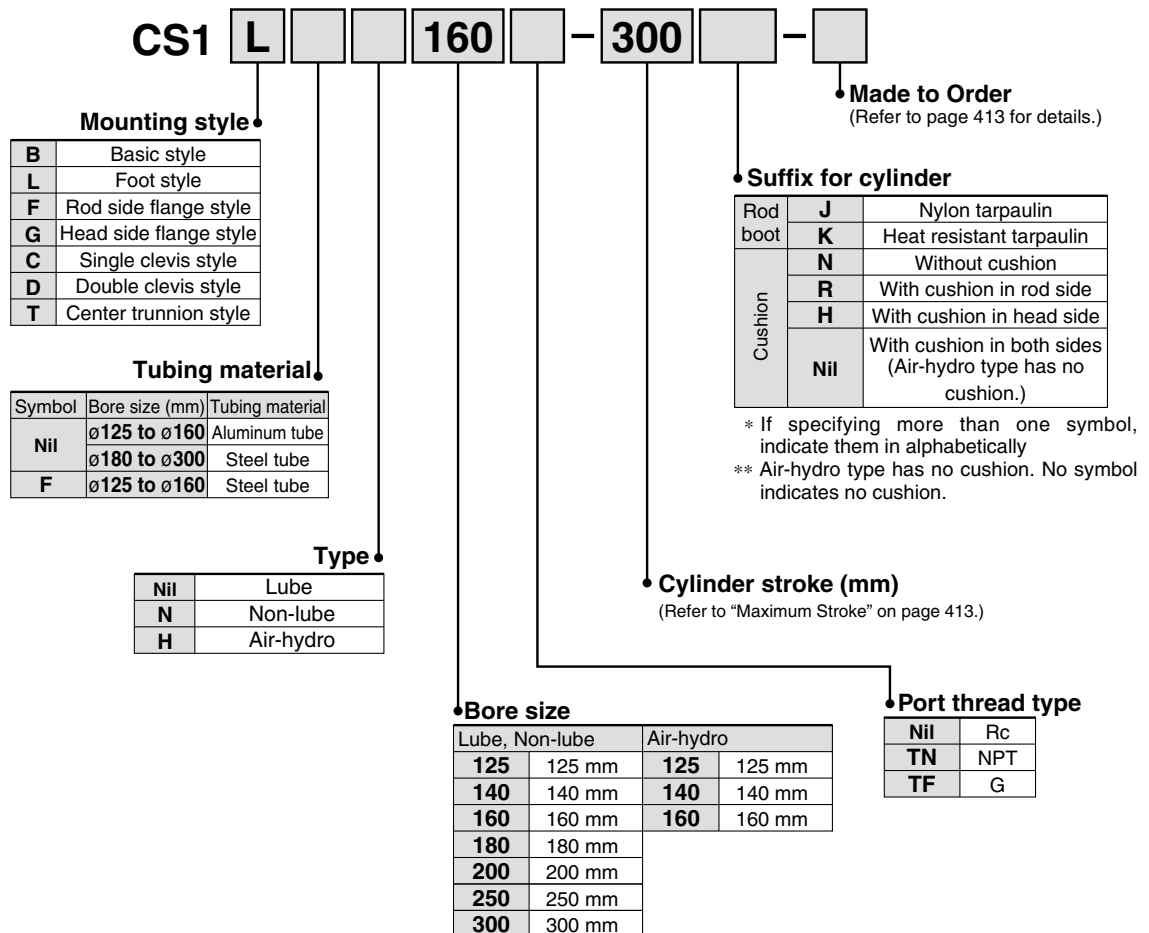 CS1 L 160 – 300 –
Made to Order
(Refer to page 413 for details.)
Mounting style
B Basic style
L Foot style
F Rod side flange style
G Head side flange style
C Single clevis style
D Double clevis style
T Center trunnion style
Suffix for cylinder
Rod boot J Nylon tarpaulin
K Heat resistant tarpaulin
Cushion N Without cushion
R With cushion in rod side
H With cushion in head side
Nil With cushion in both sides
(Air-hydro type has no
cushion.)
* If specifying more than one symbol,
indicate them in alphabetically
** Air-hydro type has no cushion. No symbol
indicates no cushion.
Tubing material
Symbol Bore size (mm) Tubing material
Nil ø125 to ø160 Aluminum tube
ø180 to ø300 Steel tube
F ø125 to ø160 Steel tube
Type
Nil Lube
N Non-lube
H Air-hydro
Cylinder stroke (mm)
(Refer to “Maximum Stroke” on page 413.)
Bore size
Lube, Non-lube Air-hydro
125 125 mm 125 125 mm
140 140 mm 140 140 mm
160 160 mm 160 160 mm
180 180 mm
200 200 mm
250 250 mm
300 300 mm
Port thread type
Nil Rc
TN NPT
TF G